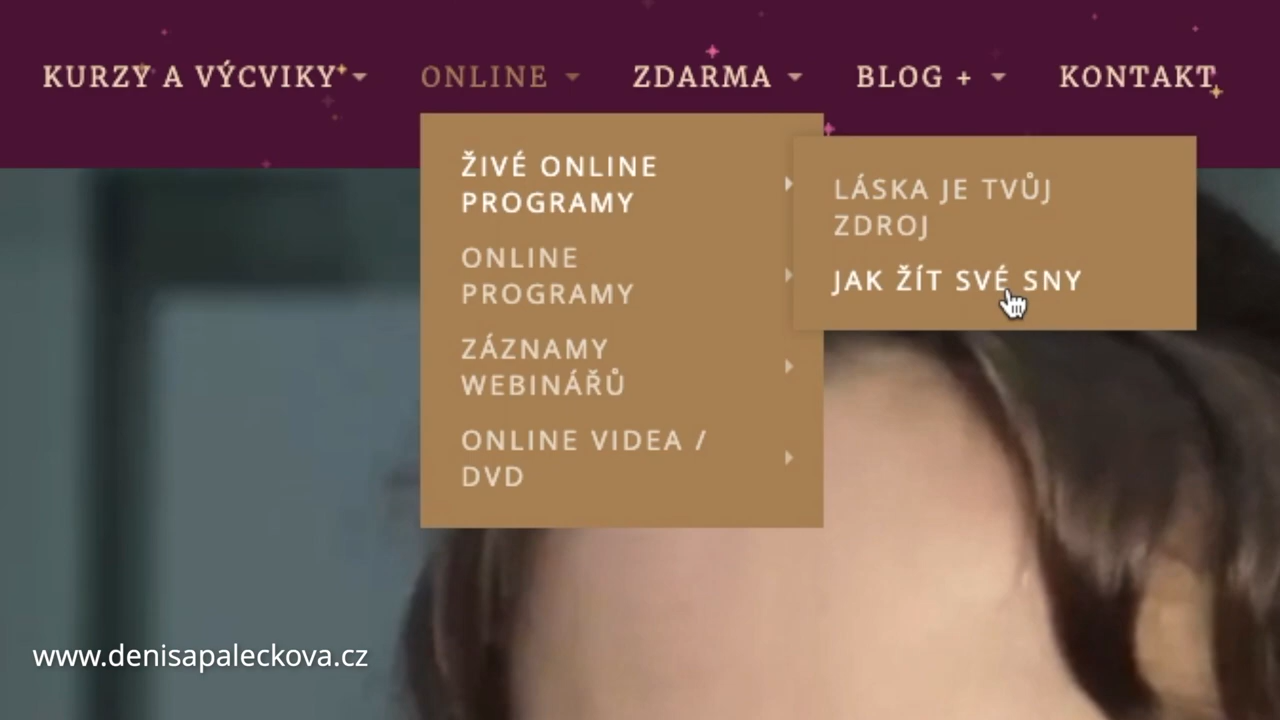 KURZY A VÝCVIKY ONLINE ZDARMA BLOG + KONTAKT
ŽIVÉ ONLINE
PROGRAMY
ONLINE
PROGRAMY
ZÁZNAMY
WEBINÁŘŮ
ONLINE VIDEA /
DVD
LÁSKA JE TVŮJ
ZDROJ
JAK ŽÍT SVÉ SNY
www.denisapaleckova.cz